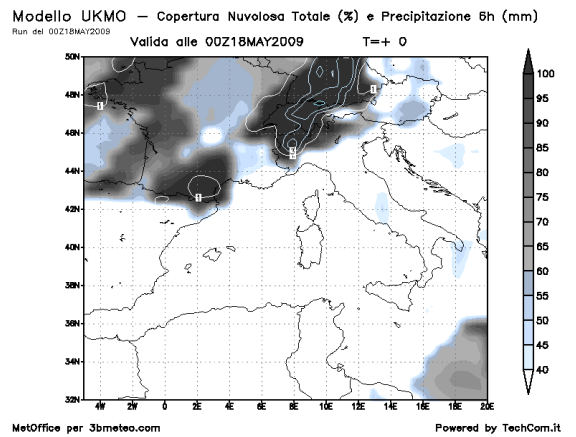 Modello UKMO – Copertura Nuvolosa Totale (%) e Precipitazione 6h (mm)
Run del 00Z18MAY2009
Valida alle 00Z18MAY2009 T=+ 0
50N
48N
46N
44N
42N
40N
38N
36N
34N
32N
4W 2W 0 2E 4E 6E 8E 10E 12E 14E 16E 18E 20E
100
95
90
85
80
75
70
65
60
55
50
45
40
1
1
1
MetOffice per 3bmeteo.com
Powered by TechCom.it